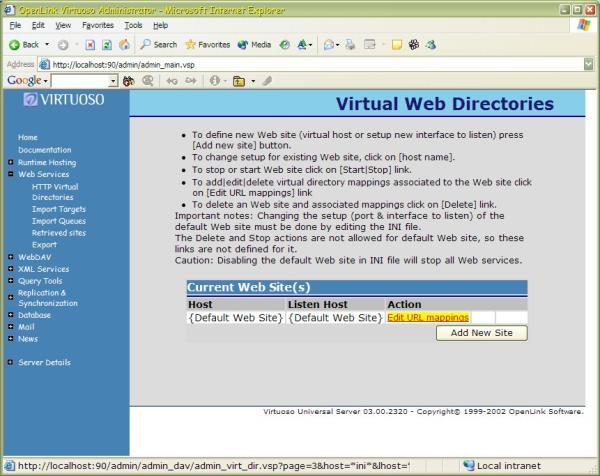 OpenLink Virtuoso Administrator - Microsoft Internet Explorer
File Edit View Favorites Tools Help
Back Search Favorites Media
Address http://localhost:90/admin/admin_main.vsp
Google
VIRTUOSO
Virtual Web Directories
Home
Documentation
Runtime Hosting
Web Services
HTTP Virtual
Directories
Import Targets
Import Queues
Retrieved sites
Export
WebDAV
XML Services
Query Tools
Replication &
Synchronization
Database
Mail
News
Server Details
• To define new Web site (virtual host or setup new interface to listen) press
[Add new site] button.
• To change setup for existing Web site, click on [host name].
• To stop or start Web site click on [Start|Stop] link.
• To add|edit|delete virtual directory mappings associated to the Web site click
on [Edit URL mappings] link
• To delete an Web site and associated mappings click on [Delete] link.
Important notes: Changing the setup (port & interface to listen) of the
default Web site must be done by editing the INI file.
The Delete and Stop actions are not allowed for default Web site, so these
links are not defined for it.
Caution: Disabling the default Web site in INI file will stop all Web services.
Current Web Site(s)
Host Listen Host Action
{Default Web Site} {Default Web Site} Edit URL mappings
Add New Site
Virtuoso Universal Server 03.00.2320 - Copyright© 1999-2002 OpenLink Software.
http://localhost:90/admin/admin_dav/admin_virt_dir.vsp?page=3&host="ini"&lhost=' Local intranet